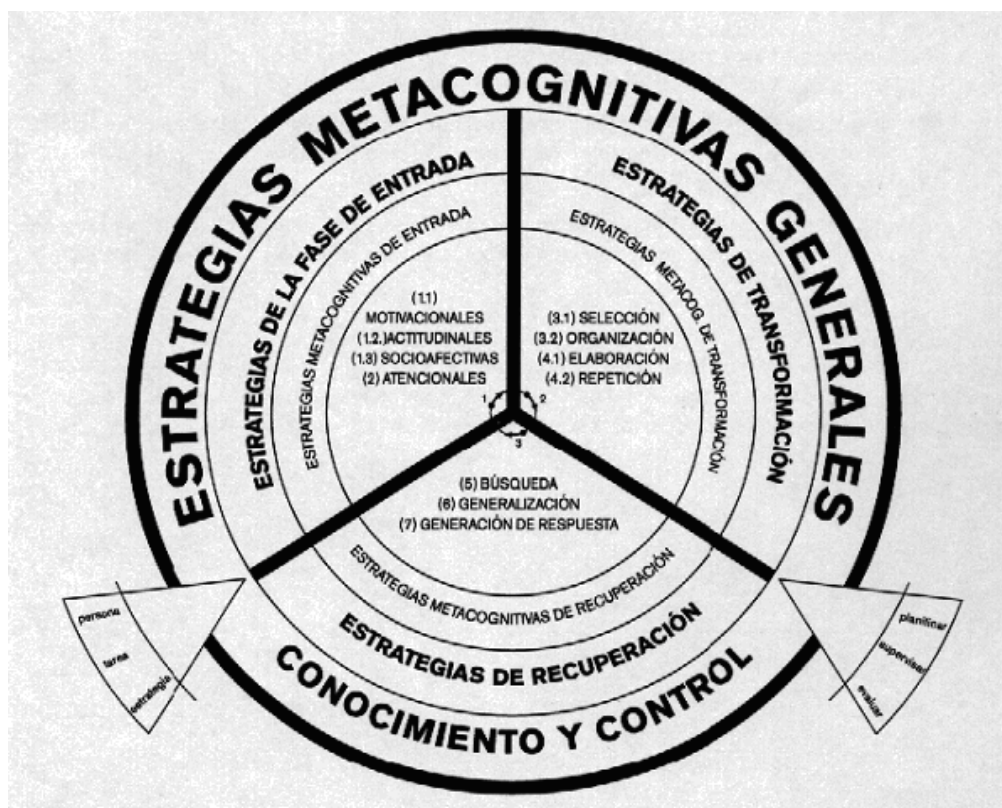 ESTRATEGIAS METACOGNITIVAS GENERALES
ESTRATEGIAS DE LA FASE DE ENTRADA
ESTRATEGIAS METACOGNITIVAS DE ENTRADA
(1.1)
MOTIVACIONALES
(1.2.)ACTITUDINALES
(1.3) SOCIOAFECTIVAS
(2) ATENCIONALES
ESTRATEGIAS DE TRANSFORMACIÓN
ESTRATEGIAS METACOG. DE TRANSFORMACIÓN
(3.1) SELECCIÓN
(3.2) ORGANIZACIÓN
(4.1) ELABORACIÓN
(4.2) REPETICIÓN
1
2
3
(5) BÚSQUEDA
(6) GENERALIZACIÓN
(7) GENERACIÓN DE RESPUESTA
ESTRATEGIAS METACOGNITIVAS DE RECUPERACIÓN
ESTRATEGIAS DE RECUPERACIÓN
CONOCIMIENTO Y CONTROL
persona
tarea
estrategia
planificar
supervisar
evaluar